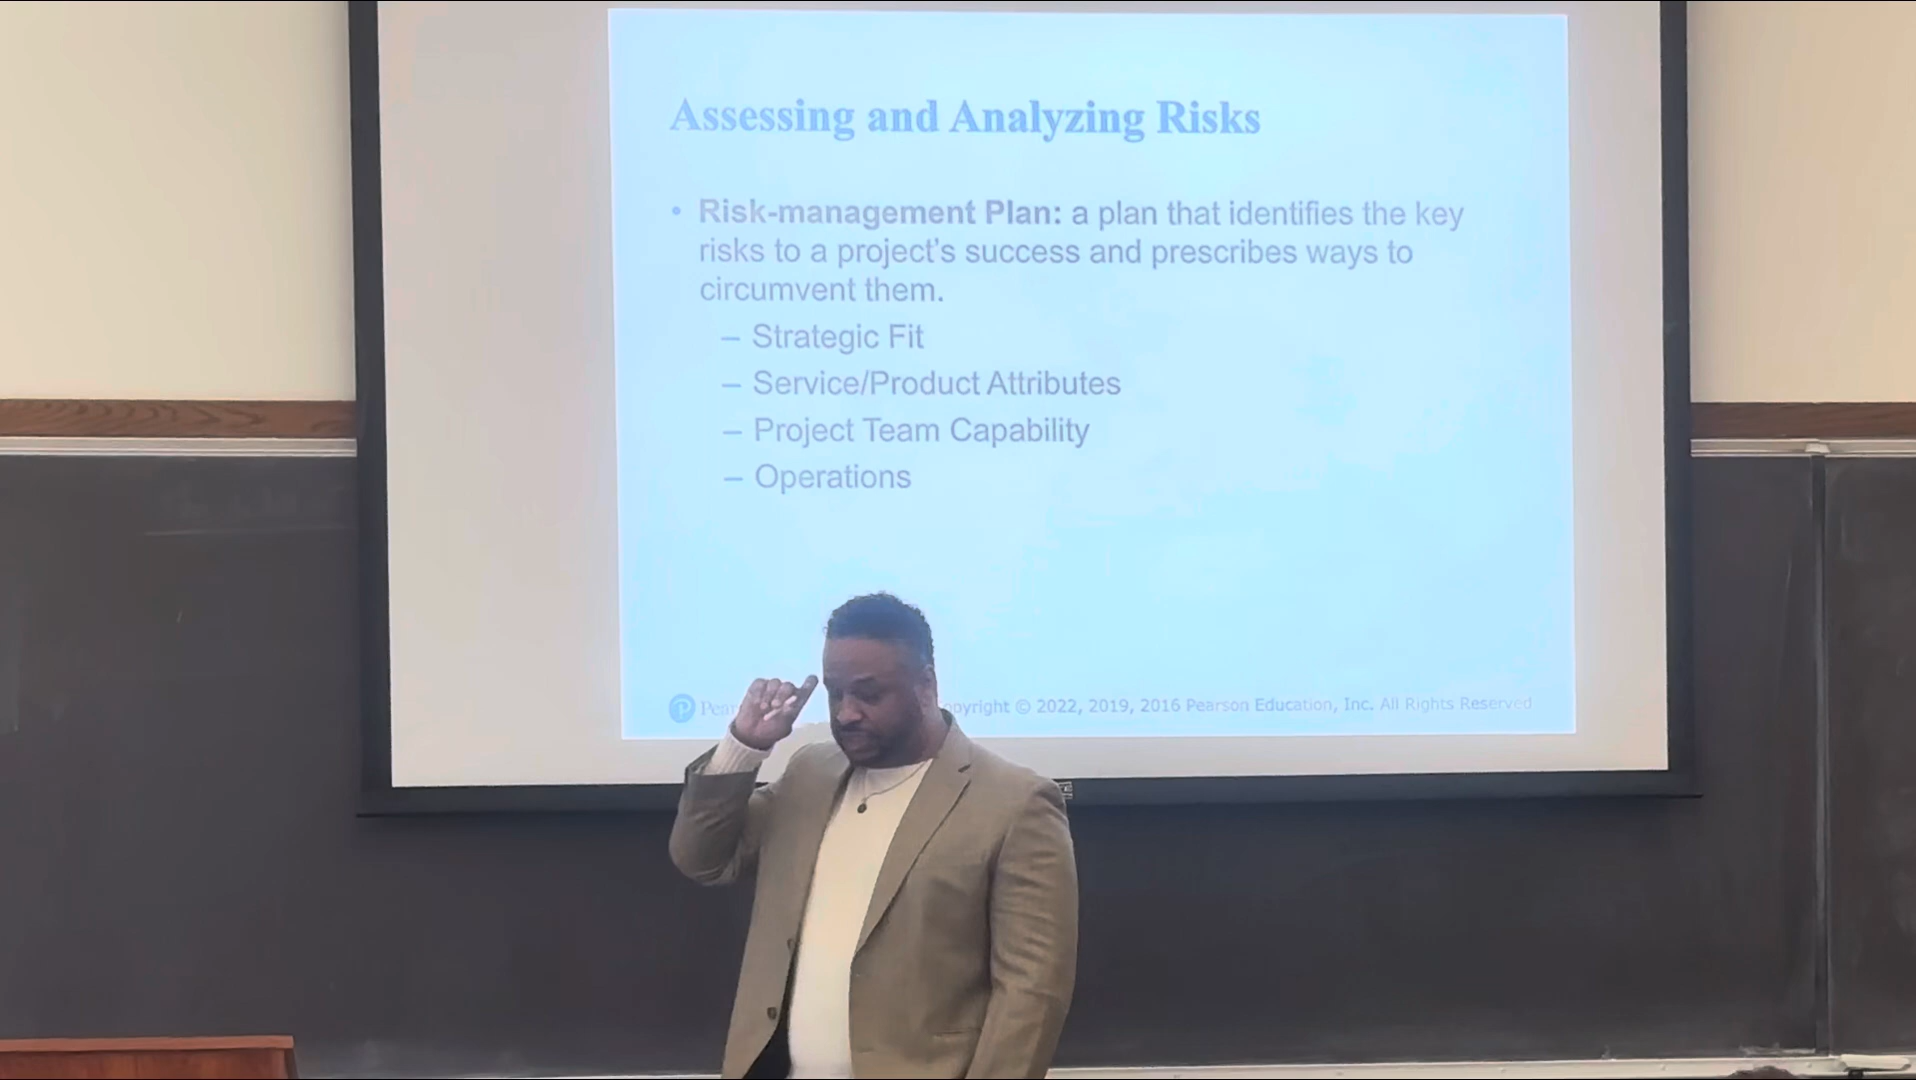 Assessing and Analyzing Risks
• Risk-management Plan: a plan that identifies the key
risks to a project's success and prescribes ways to
circumvent them.
– Strategic Fit
– Service/Product Attributes
– Project Team Capability
– Operations
© 2022, 2019, 2016 Pearson Education, Inc. All Rights Reserved